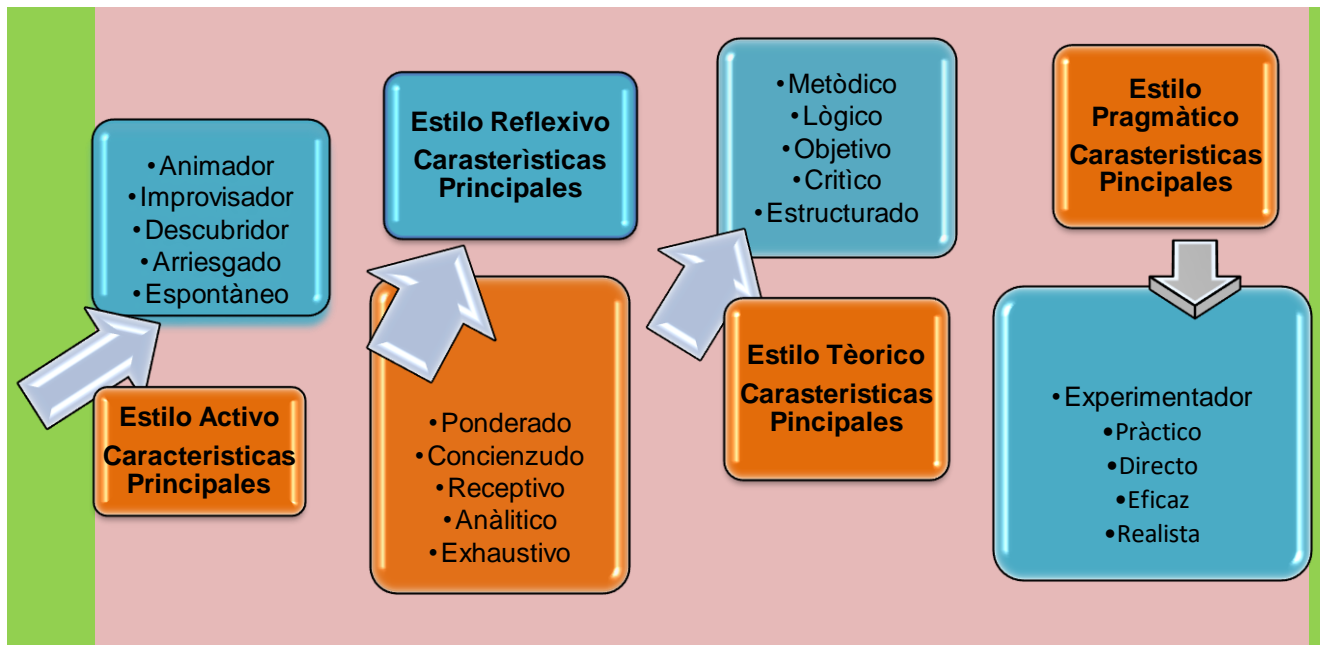 •Animador
•Improvisador
•Descubridor
•Arriesgado
•Espontàneo
Estilo Activo
Caracteristicas
Principales
Estilo Reflexivo
Carasterìsticas
Principales
•Ponderado
•Concienzudo
•Receptivo
•Anàlitico
•Exhaustivo
•Metòdico
•Lògico
•Objetivo
•Critìco
•Estructurado
Estilo Tèorico
Carasteristicas
Pincipales
Estilo
Pragmàtico
Carasteristicas
Pincipales
•Experimentador
•Pràctico
•Directo
•Eficaz
•Realista